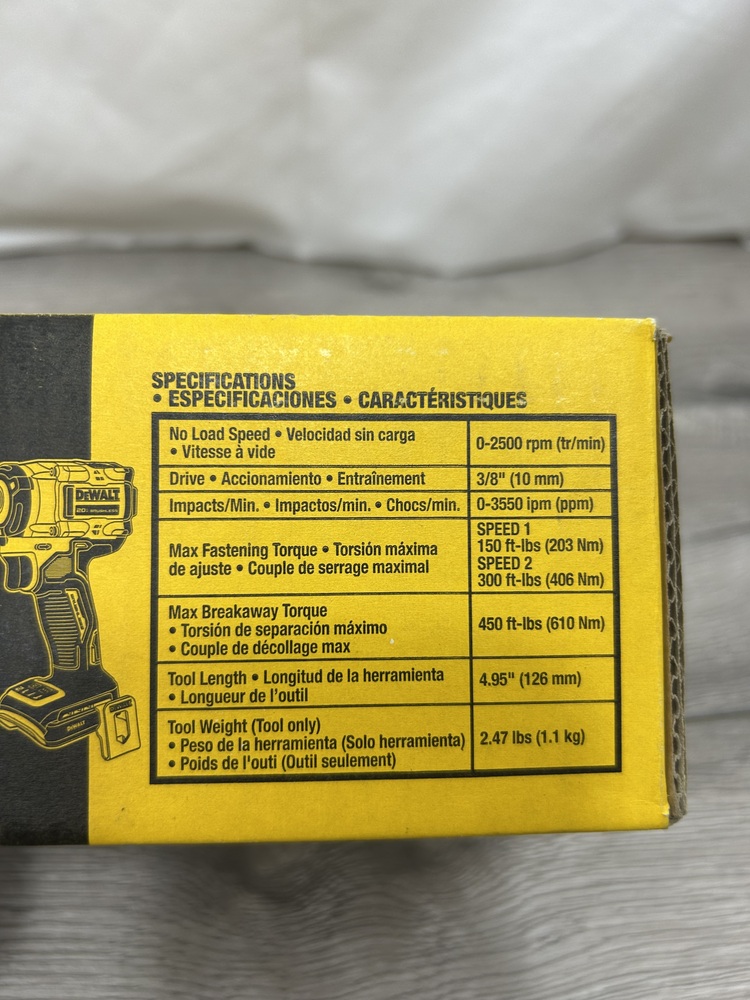 SPECIFICATIONS
• ESPECIFICACIONES • CARACTÉRISTIQUES
No Load Speed • Velocidad sin carga
• Vitesse à vide
0-2500 rpm (tr/min)
Drive • Accionamiento • Entraînement
3/8" (10 mm)
Impacts/Min. • Impactos/min. • Chocs/min.
0-3550 ipm (ppm)
Max Fastening Torque • Torsión máxima
de ajuste • Couple de serrage maximal
SPEED 1
150 ft-lbs (203 Nm)
SPEED 2
300 ft-lbs (406 Nm)
Max Breakaway Torque
• Torsión de separación máximo
• Couple de décollage max
450 ft-lbs (610 Nm)
Tool Length • Longitud de la herramienta
• Longueur de l'outil
4.95" (126 mm)
Tool Weight (Tool only)
• Peso de la herramienta (Solo herramienta)
• Poids de l'outi (Outil seulement)
2.47 lbs (1.1 kg)
DEWALT
DEWALT